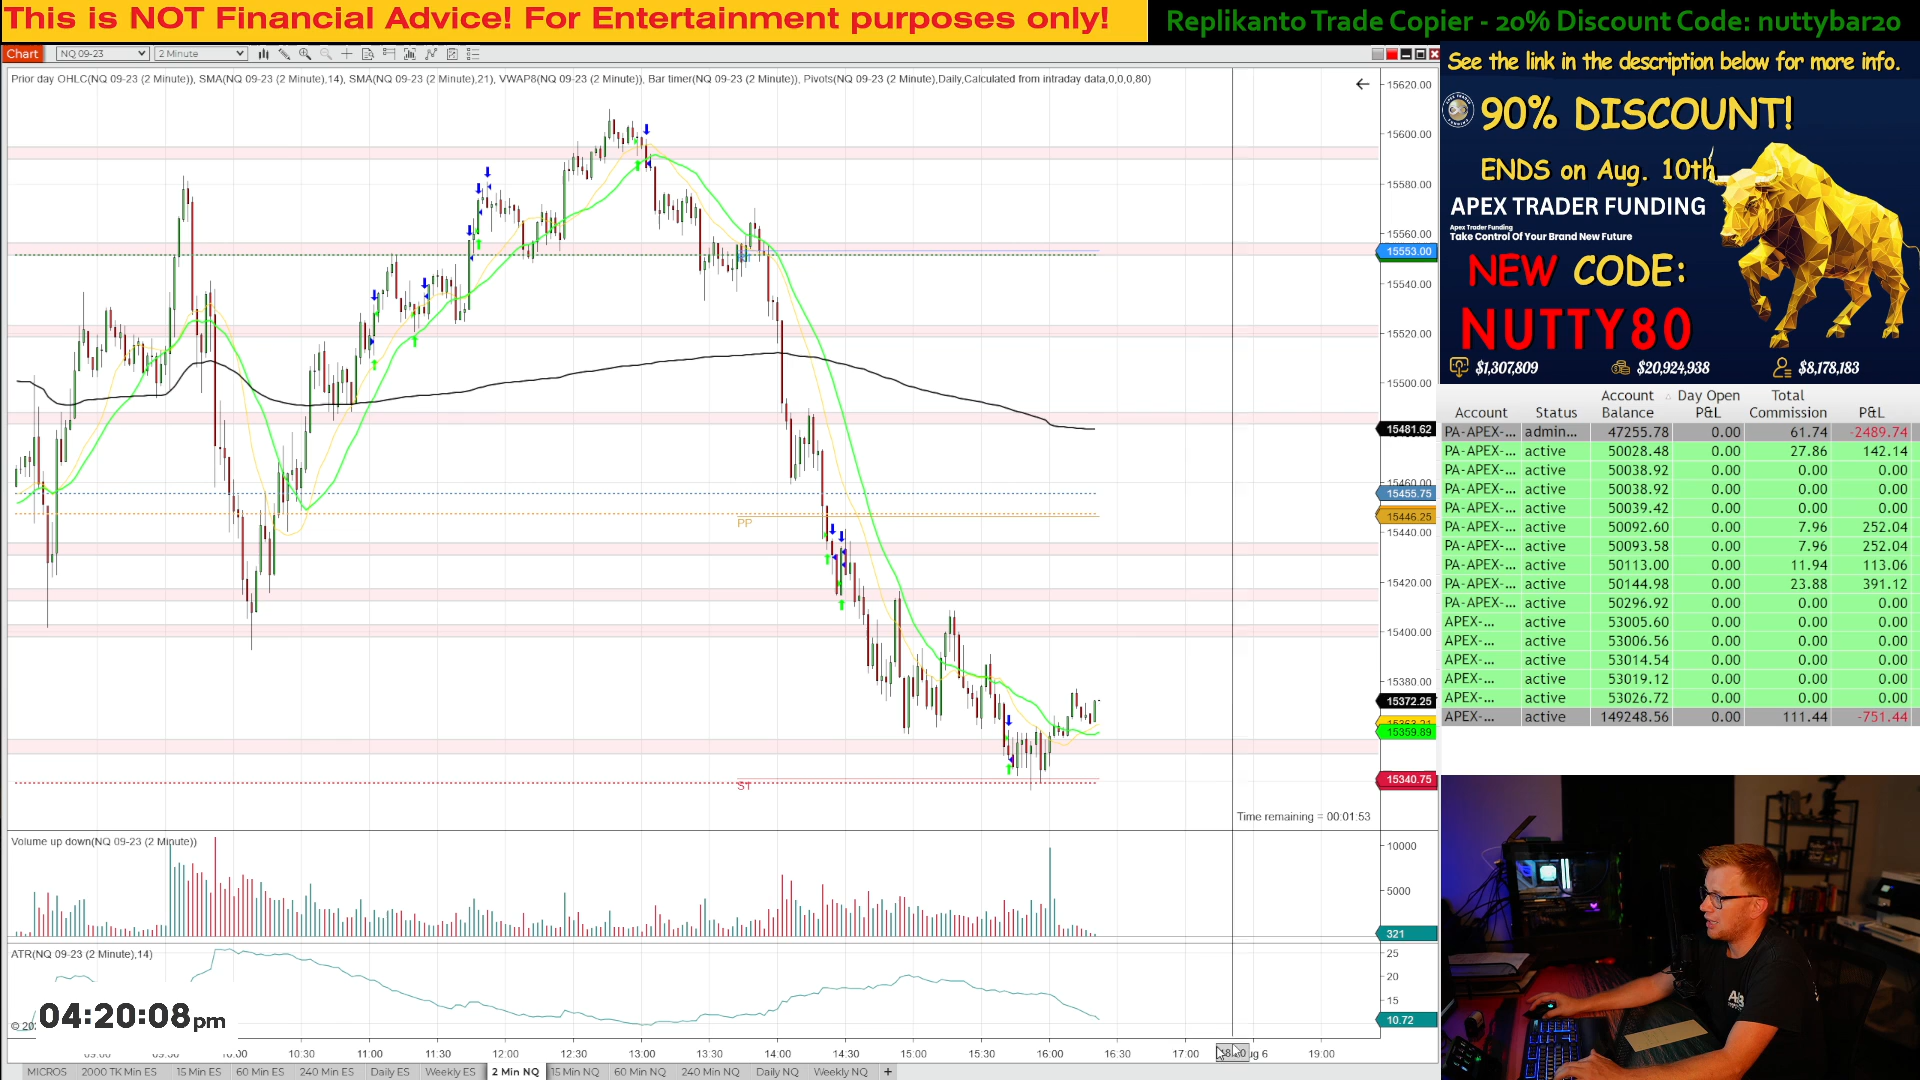 This is NOT Financial Advice! For Entertainment purposes only!
Replikanto Trade Copier - 20% Discount Code: nuttybar20
Chart NQ 09-23 2 Minute
See the link in the description below for more info.
Prior day OHLC(NQ 09-23 (2 Minute)), SMA(NQ 09-23 (2 Minute),14), SMA(NQ 09-23 (2 Minute),21), VWAP8(NQ 09-23 (2 Minute)), Bar timer(NQ 09-23 (2 Minute)), Pivots(NQ 09-23 (2 Minute),Daily,Calculated from intraday data,0,0,0,80)
15620.00
15600.00
15580.00
15560.00
15553.00
15540.00
15520.00
15500.00
15481.62
15460.00
15455.75
15446.25
15440.00
15420.00
15400.00
15380.00
15372.25
15359.89
15340.75
PP
S1
Time remaining = 00:01:53
Volume up down(NQ 09-23 (2 Minute))
10000
5000
321
ATR(NQ 09-23 (2 Minute),14)
25
20
15
10.72
04:20:08pm
10:30 11:00 11:30 12:00 12:30 13:00 13:30 14:00 14:30 15:00 15:30 16:00 16:30 17:00 19:00
MICROS 2000 TK Min ES 15 Min ES 60 Min ES 240 Min ES Daily ES Weekly ES 2 Min NQ 15 Min NQ 60 Min NQ 240 Min NQ Daily NQ Weekly NQ +
90% DISCOUNT!
ENDS on Aug. 10th
APEX TRADER FUNDING
Apex Trader Funding
Take Control Of Your Brand New Future
NEW CODE:
NUTTY80
$1,307,809 $20,924,938 $8,178,183
Account Status Account Balance Day Open P&L Total Commission P&L
PA-APEX-... admin... 47255.78 0.00 61.74 -2489.74
PA-APEX-... active 50028.48 0.00 27.86 142.14
PA-APEX-... active 50038.92 0.00 0.00 0.00
PA-APEX-... active 50038.92 0.00 0.00 0.00
PA-APEX-... active 50039.42 0.00 0.00 0.00
PA-APEX-... active 50092.60 0.00 7.96 252.04
PA-APEX-... active 50093.58 0.00 7.96 252.04
PA-APEX-... active 50113.00 0.00 11.94 113.06
PA-APEX-... active 50144.98 0.00 23.88 391.12
PA-APEX-... active 50296.92 0.00 0.00 0.00
APEX-... active 53005.60 0.00 0.00 0.00
APEX-... active 53006.56 0.00 0.00 0.00
APEX-... active 53014.54 0.00 0.00 0.00
APEX-... active 53019.12 0.00 0.00 0.00
APEX-... active 53026.72 0.00 0.00 0.00
APEX-... active 149248.56 0.00 111.44 -751.44